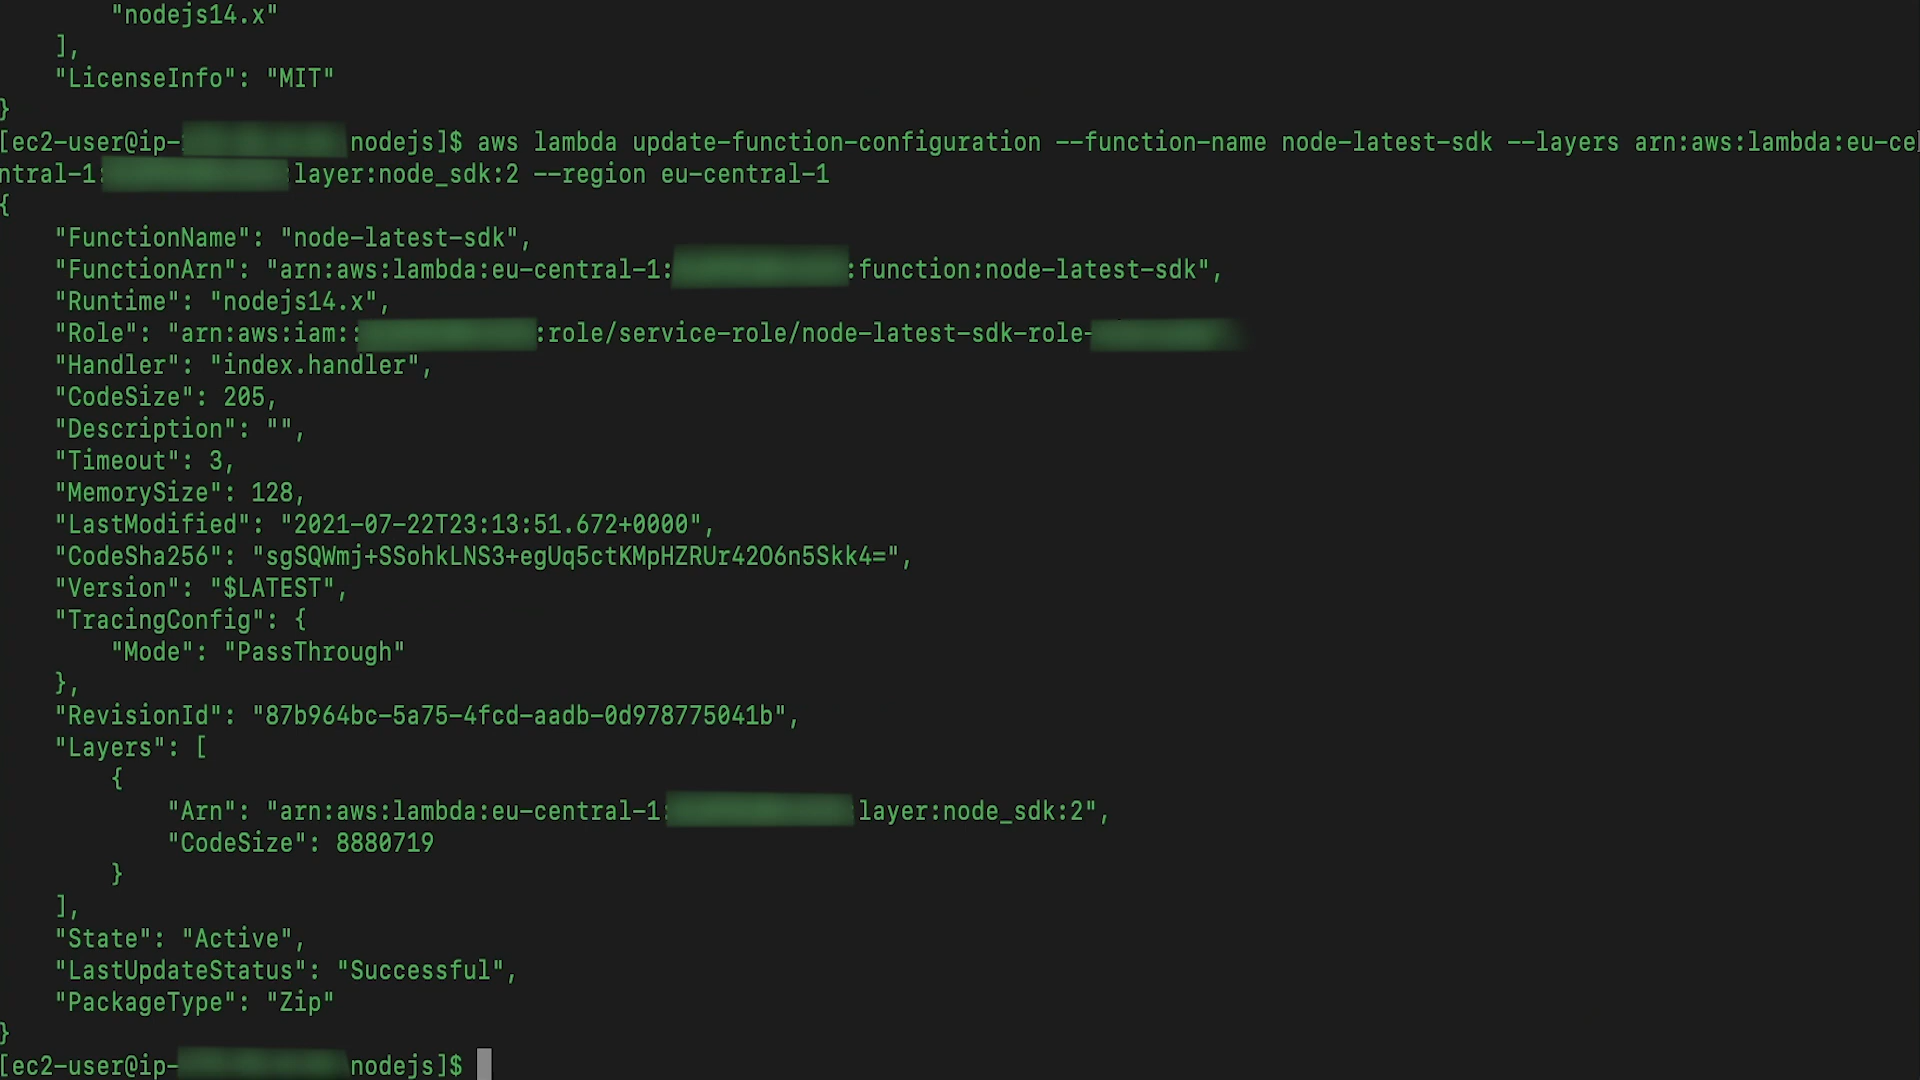 "nodejs14.x"
],
"LicenseInfo": "MIT"
}
[ec2-user@ip- nodejs]$ aws lambda update-function-configuration --function-name node-latest-sdk --layers arn:aws:lambda:eu-ce
ntral-1: layer:node_sdk:2 --region eu-central-1
{
"FunctionName": "node-latest-sdk",
"FunctionArn": "arn:aws:lambda:eu-central-1: :function:node-latest-sdk",
"Runtime": "nodejs14.x",
"Role": "arn:aws:iam:: :role/service-role/node-latest-sdk-role-
"Handler": "index.handler",
"CodeSize": 205,
"Description": "",
"Timeout": 3,
"MemorySize": 128,
"LastModified": "2021-07-22T23:13:51.672+0000",
"CodeSha256": "sgSQWmj+SSohkLNS3+egUq5ctKMpHZRUr42O6n5Skk4=",
"Version": "$LATEST",
"TracingConfig": {
"Mode": "PassThrough"
},
"RevisionId": "87b964bc-5a75-4fcd-aadb-0d978775041b",
"Layers": [
{
"Arn": "arn:aws:lambda:eu-central-1: layer:node_sdk:2",
"CodeSize": 8880719
}
],
"State": "Active",
"LastUpdateStatus": "Successful",
"PackageType": "Zip"
}
[ec2-user@ip- nodejs]$